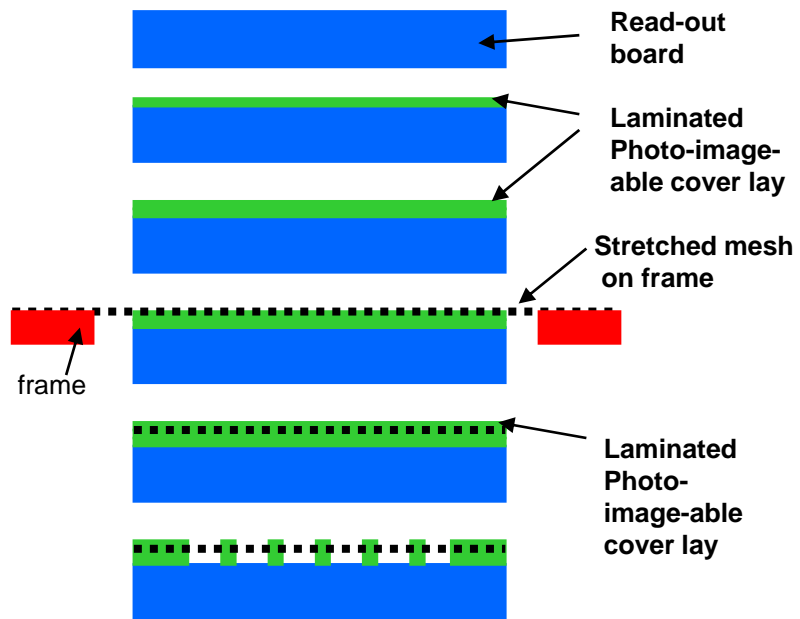 Read-out
board
Laminated
Photo-image-
able cover lay
Stretched mesh
on frame
frame
Laminated
Photo-
image-able
cover lay